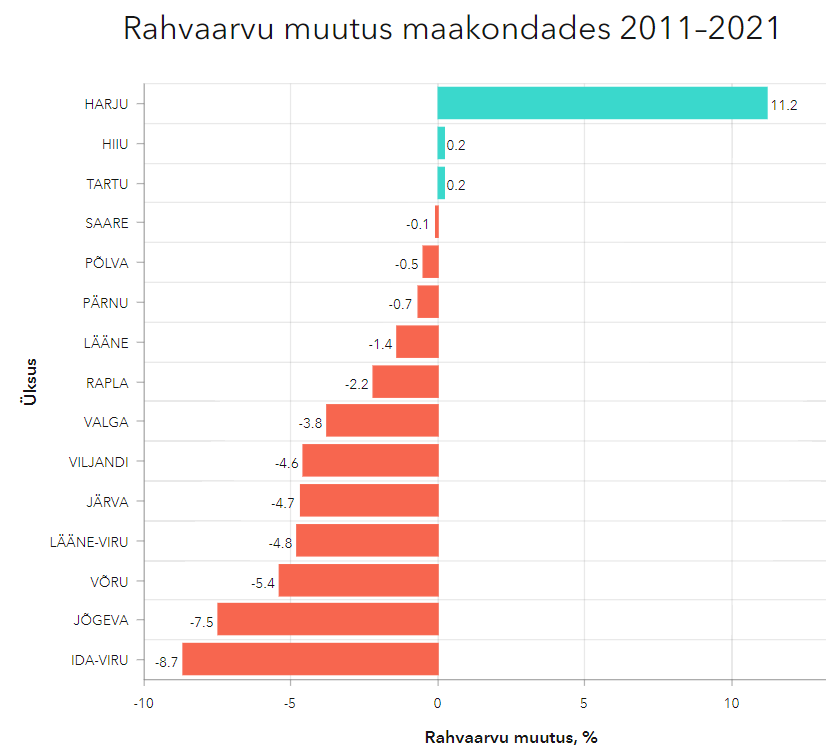 Rahvaarvu muutus maakondades 2011–2021
HARJU 11.2
HIIU 0.2
TARTU 0.2
SAARE -0.1
PÕLVA -0.5
PÄRNU -0.7
LÄÄNE -1.4
RAPLA -2.2
VALGA -3.8
VILJANDI -4.6
JÄRVA -4.7
LÄÄNE-VIRU -4.8
VÕRU -5.4
JÕGEVA -7.5
IDA-VIRU -8.7
Üksus
-10 -5 0 5 10
Rahvaarvu muutus, %